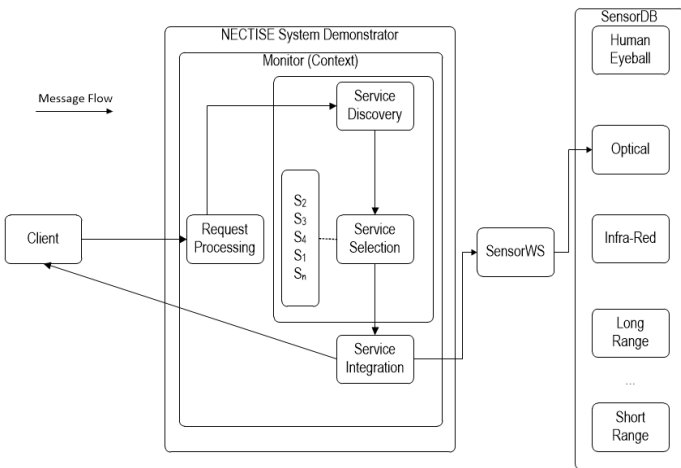 NECTISE System Demonstrator
Monitor (Context)
Message Flow
Service
Discovery
S₂
S₃
S₄
S₁
Sₙ
Client
Request
Processing
Service
Selection
Service
Integration
SensorWS
SensorDB
Human
Eyeball
Optical
Infra-Red
Long
Range
...
Short
Range